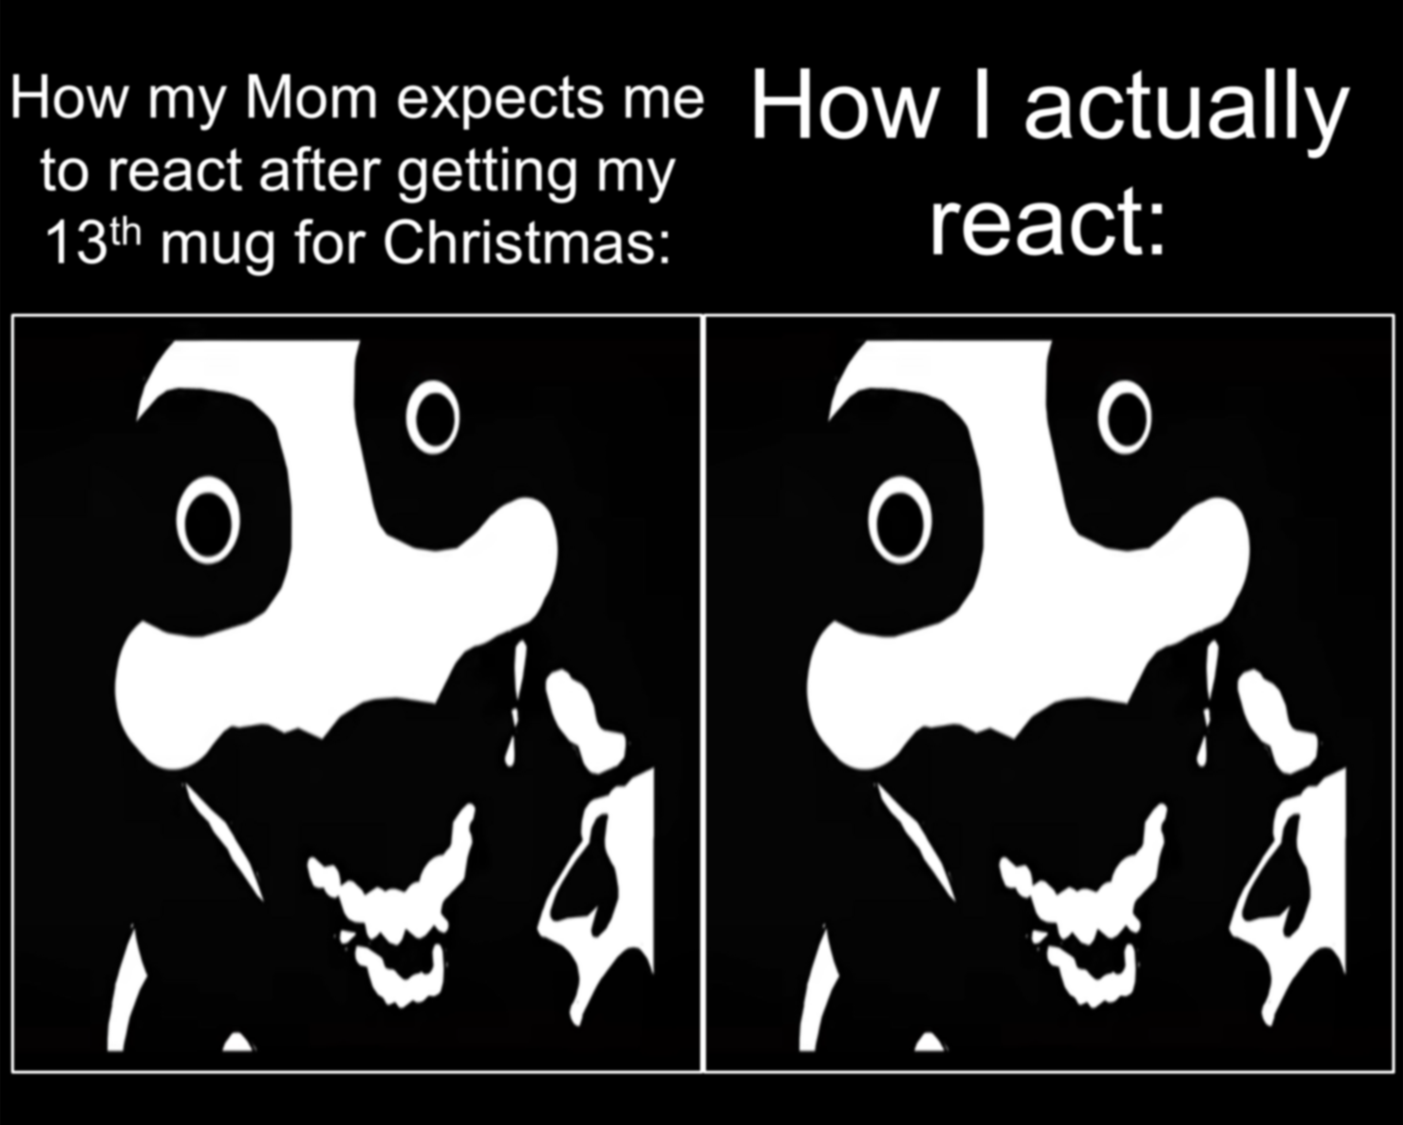 How my Mom expects me
to react after getting my
13th mug for Christmas:
How I actually
react: